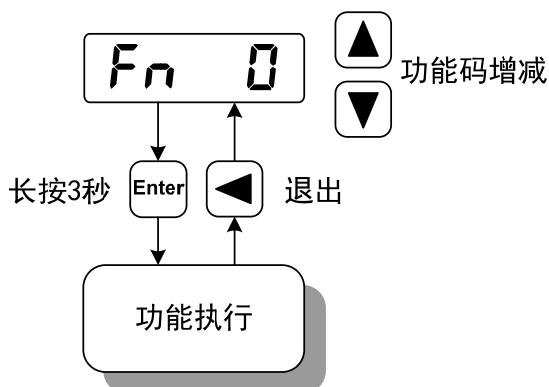 Fn 0
功能码增减
长按3秒
Enter
退出
功能执行